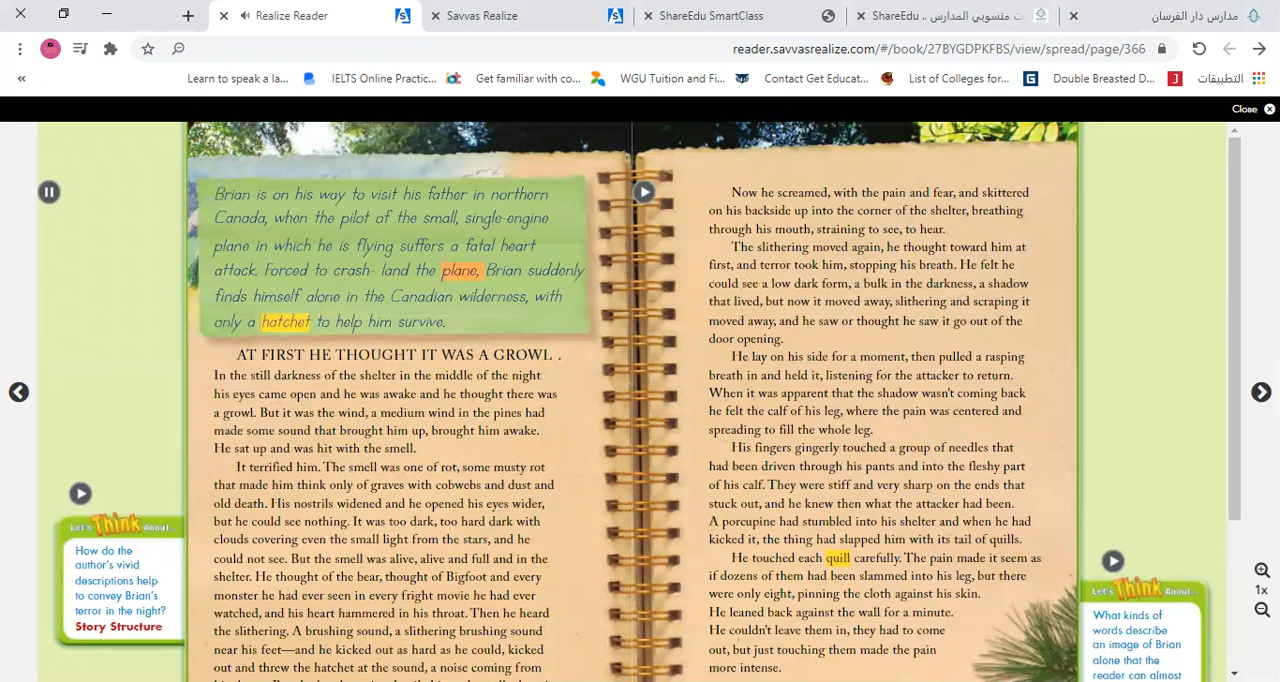 Realize Reader
Savvas Realize
ShareEdu SmartClass
ShareEdu .. ت منسوبي المدارس
مدارس دار الفرسان
reader.savvasrealize.com/#/book/27BYGDPKFBS/view/spread/page/366
«
Learn to speak a la...
IELTS Online Practic...
Get familiar with co...
WGU Tuition and Fi...
Contact Get Educat...
List of Colleges for...
Double Breasted D...
التطبيقات
Close
Brian is on his way to visit his father in northern
Canada, when the pilot of the small, single-engine
plane in which he is flying suffers a fatal heart
attack. Forced to crash- land the plane, Brian suddenly
finds himself alone in the Canadian wilderness, with
only a hatchet to help him survive.
AT FIRST HE THOUGHT IT WAS A GROWL .
In the still darkness of the shelter in the middle of the night
his eyes came open and he was awake and he thought there was
a growl. But it was the wind, a medium wind in the pines had
made some sound that brought him up, brought him awake.
He sat up and was hit with the smell.
It terrified him. The smell was one of rot, some musty rot
that made him think only of graves with cobwebs and dust and
old death. His nostrils widened and he opened his eyes wider,
but he could see nothing. It was too dark, too hard dark with
clouds covering even the small light from the stars, and he
could not see. But the smell was alive, alive and full and in the
shelter. He thought of the bear, thought of Bigfoot and every
monster he had ever seen in every fright movie he had ever
watched, and his heart hammered in his throat. Then he heard
the slithering. A brushing sound, a slithering brushing sound
near his feet—and he kicked out as hard as he could, kicked
out and threw the hatchet at the sound, a noise coming from
Let's Think About...
How do the
author's vivid
descriptions help
to convey Brian's
terror in the night?
Story Structure
Now he screamed, with the pain and fear, and skittered
on his backside up into the corner of the shelter, breathing
through his mouth, straining to see, to hear.
The slithering moved again, he thought toward him at
first, and terror took him, stopping his breath. He felt he
could see a low dark form, a bulk in the darkness, a shadow
that lived, but now it moved away, slithering and scraping it
moved away, and he saw or thought he saw it go out of the
door opening.
He lay on his side for a moment, then pulled a rasping
breath in and held it, listening for the attacker to return.
When it was apparent that the shadow wasn't coming back
he felt the calf of his leg, where the pain was centered and
spreading to fill the whole leg.
His fingers gingerly touched a group of needles that
had been driven through his pants and into the fleshy part
of his calf. They were stiff and very sharp on the ends that
stuck out, and he knew then what the attacker had been.
A porcupine had stumbled into his shelter and when he had
kicked it, the thing had slapped him with its tail of quills.
He touched each quill carefully. The pain made it seem as
if dozens of them had been slammed into his leg, but there
were only eight, pinning the cloth against his skin.
He leaned back against the wall for a minute.
He couldn't leave them in, they had to come
out, but just touching them made the pain
more intense.
Let's Think About...
What kinds of
words describe
an image of Brian
alone that the
reader can almost
1x